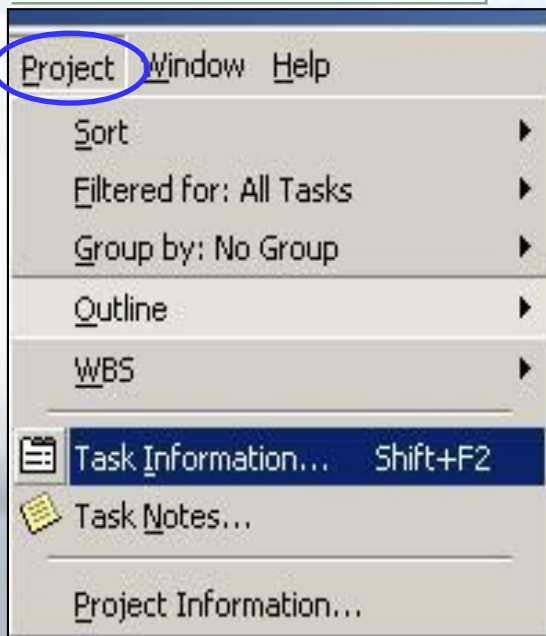 Project Window Help
Sort
Filtered for: All Tasks
Group by: No Group
Outline
WBS
Task Information... Shift+F2
Task Notes...
Project Information...